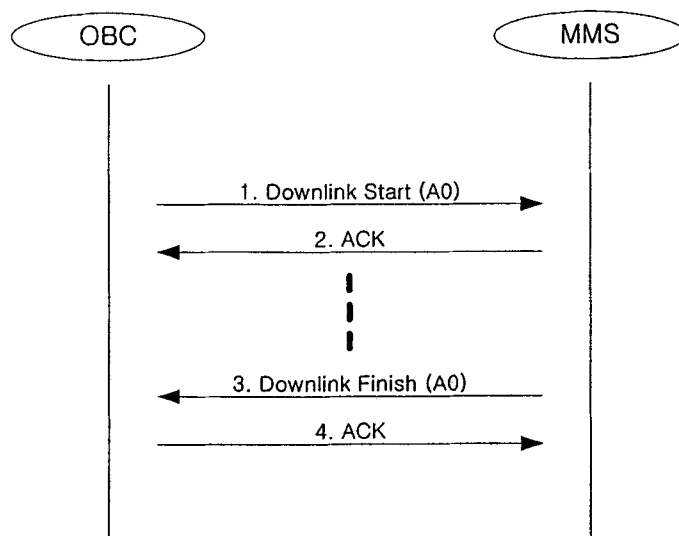 OBC
MMS
1. Downlink Start (A0)
2. ACK
3. Downlink Finish (A0)
4. ACK